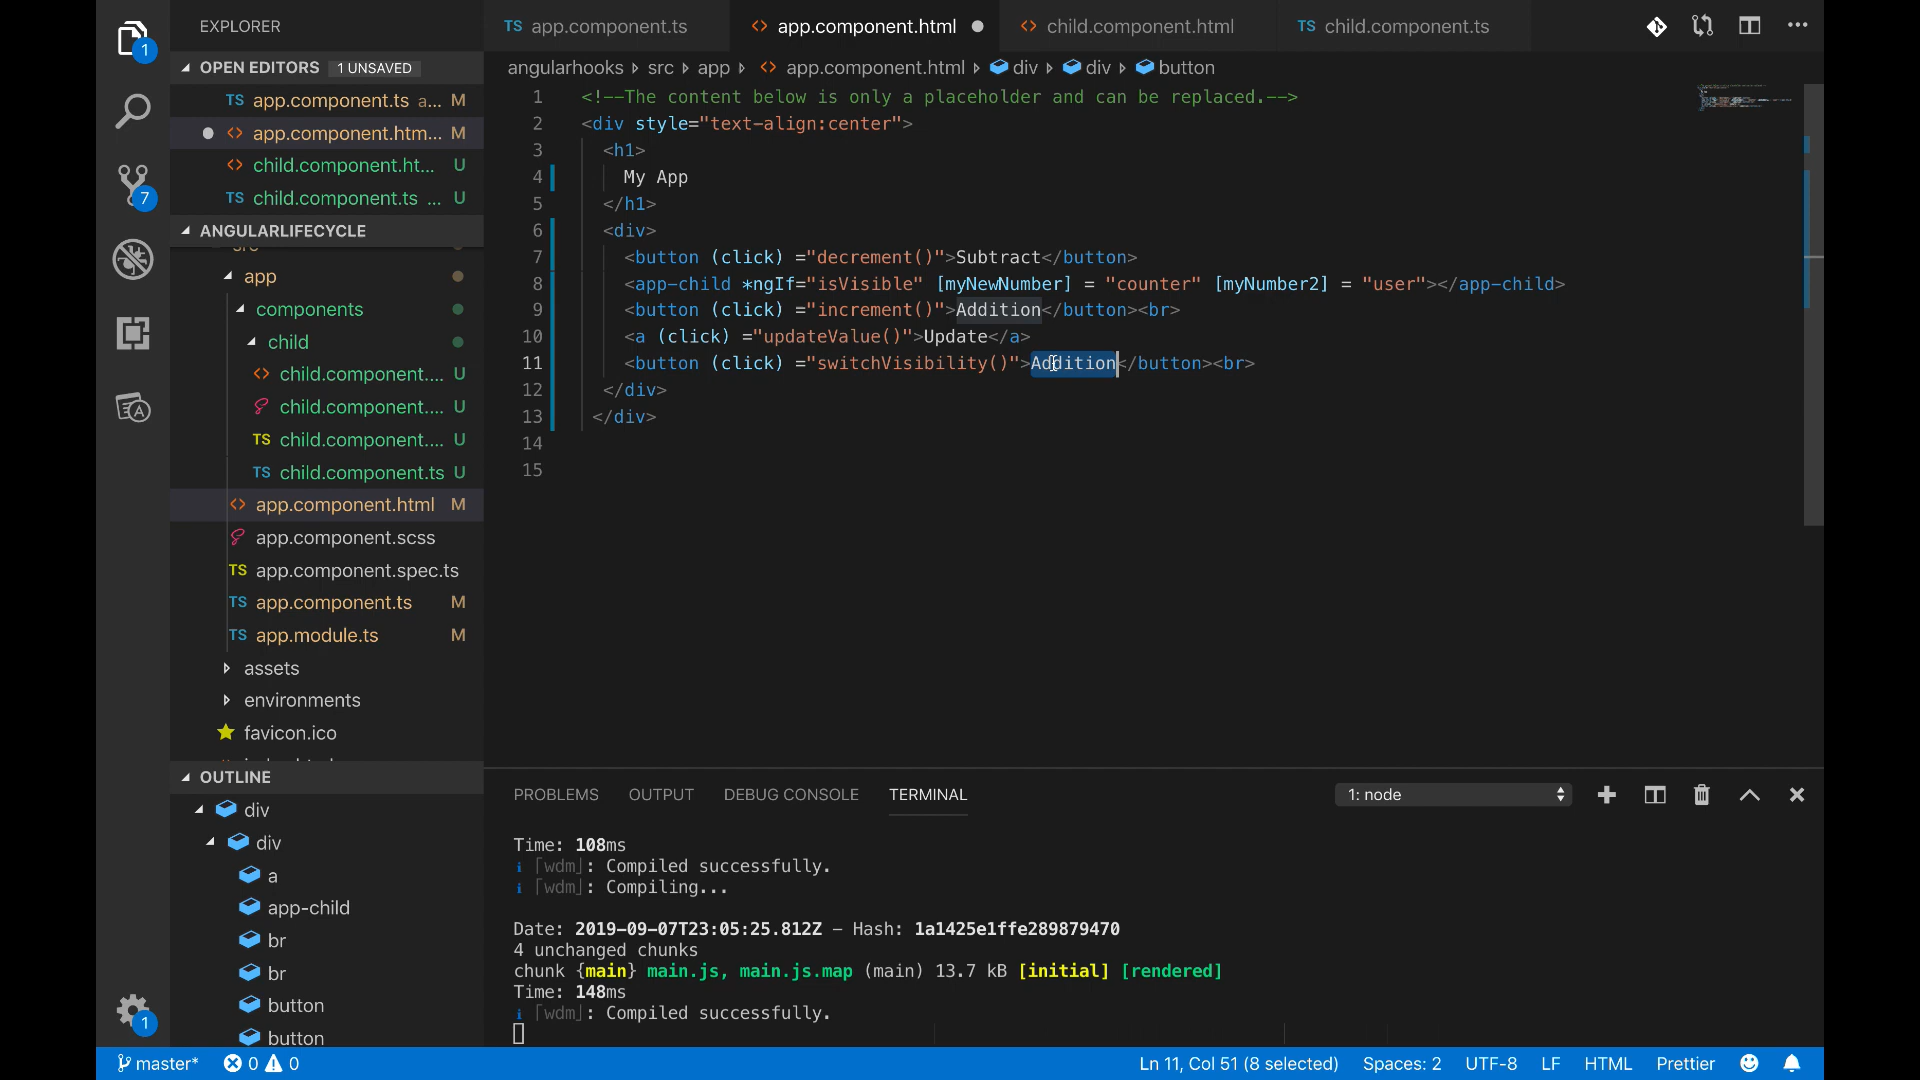 EXPLORER
OPEN EDITORS 1 UNSAVED
TS app.component.ts a... M
<> app.component.htm... M
<> child.component.ht... U
TS child.component.ts ... U
ANGULARLIFECYCLE
app
components
child
<> child.component.... U
child.component.... U
TS child.component.... U
TS child.component.ts U
<> app.component.html M
app.component.scss
TS app.component.spec.ts
TS app.component.ts M
TS app.module.ts M
assets
environments
favicon.ico
OUTLINE
div
div
a
app-child
br
br
button
button
1
7
1
TS app.component.ts <> app.component.html <> child.component.html TS child.component.ts
angularhooks src app <> app.component.html div div button
1 <!--The content below is only a placeholder and can be replaced.-->
2 <div style="text-align:center">
3 <h1>
4 My App
5 </h1>
6 <div>
7 <button (click) ="decrement()">Subtract</button>
8 <app-child *ngIf="isVisible" [myNewNumber] = "counter" [myNumber2] = "user"></app-child>
9 <button (click) ="increment()">Addition</button><br>
10 <a (click) ="updateValue()">Update</a>
11 <button (click) ="switchVisibility()">Addition</button><br>
12 </div>
13 </div>
14
15
PROBLEMS OUTPUT DEBUG CONSOLE TERMINAL 1: node
Time: 108ms
ℹ ｢wdm｣: Compiled successfully.
ℹ ｢wdm｣: Compiling...
Date: 2019-09-07T23:05:25.812Z - Hash: 1a1425e1ffe289879470
4 unchanged chunks
chunk {main} main.js, main.js.map (main) 13.7 kB [initial] [rendered]
Time: 148ms
ℹ ｢wdm｣: Compiled successfully.
master* 0 0 Ln 11, Col 51 (8 selected) Spaces: 2 UTF-8 LF HTML Prettier